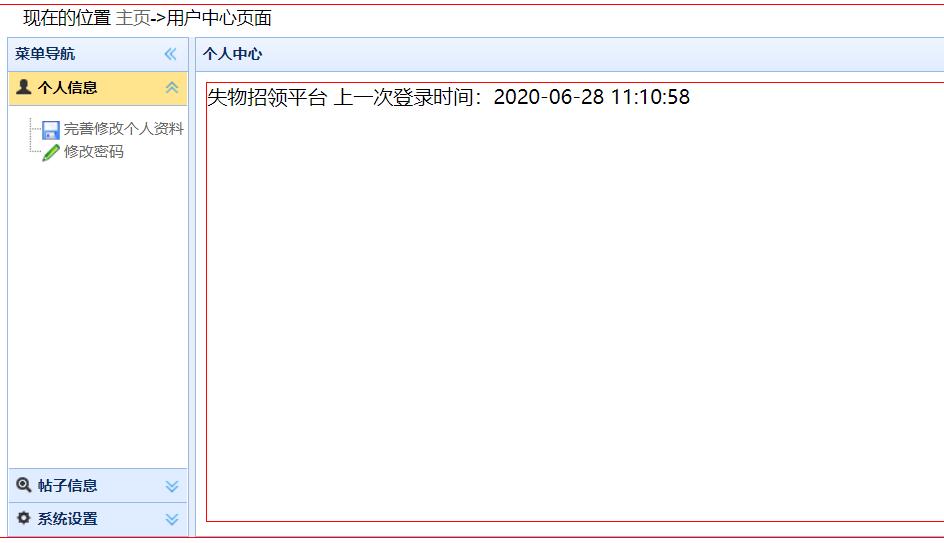 现在的位置 主页->用户中心页面
菜单导航
个人信息
完善修改个人资料
修改密码
帖子信息
系统设置
个人中心
失物招领平台 上一次登录时间：2020-06-28 11:10:58